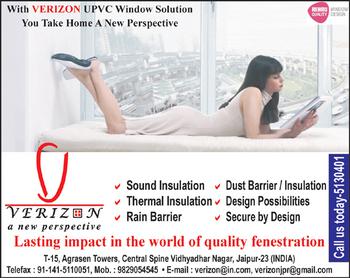 With VERIZON UPVC Window Solution
You Take Home A New Perspective
QUALITY
WINDOW
DESIGN
VERIZON
a new perspective
✓ Sound Insulation ✓ Dust Barrier / Insulation
✓ Thermal Insulation ✓ Design Possibilities
✓ Rain Barrier ✓ Secure by Design
Call us today-5130401
Lasting impact in the world of quality fenestration
T-15, Agrasen Towers, Central Spine Vidhyadhar Nagar, Jaipur-23 (INDIA)
Telefax : 91-141-5110051, Mob. : 9829054545 • E-mail : verizon@in.com, verizonjpr@gmail.com